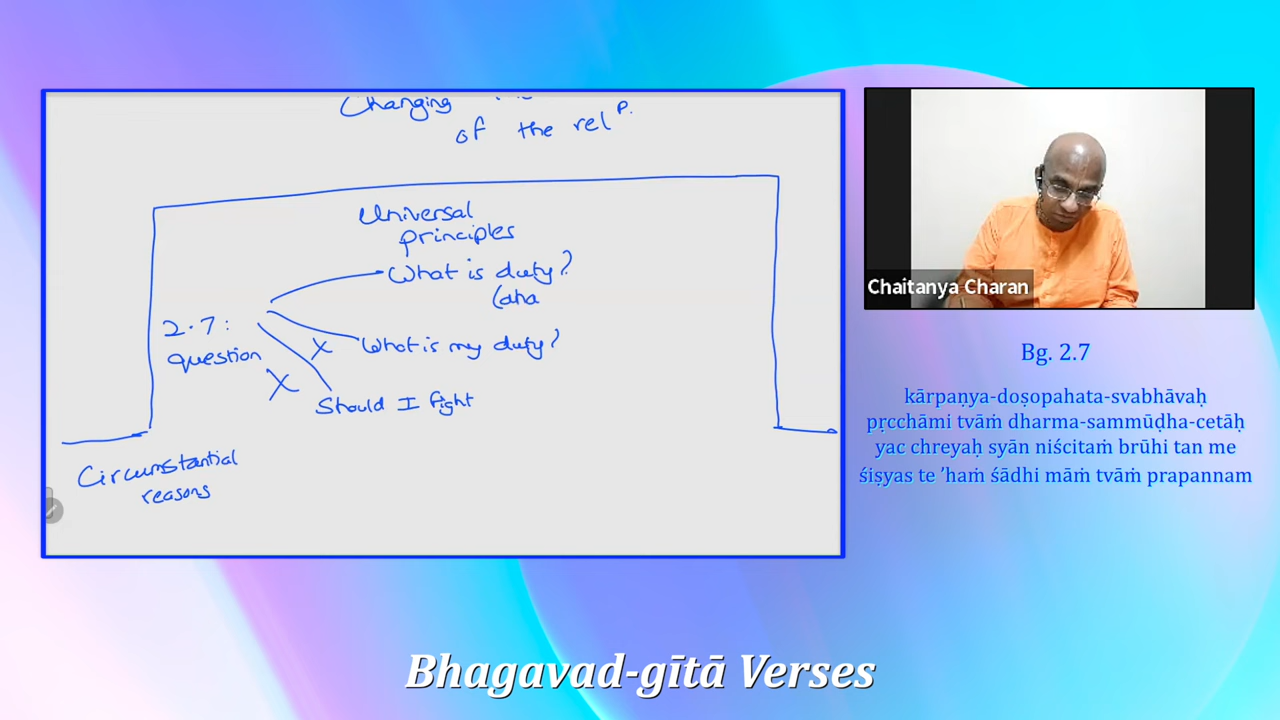 Changing
of the rel p.
Universal
principles
What is duty?
(dha
2.7:
question
What is my duty?
X
X
Should I fight
Circumstantial
reasons
Chaitanya Charan
Bg. 2.7
kārpaṇya-doṣopahata-svabhāvaḥ
pṛcchāmi tvāṁ dharma-sammūḍha-cetāḥ
yac chreyaḥ syān niścitaṁ brūhi tan me
śiṣyas te ’haṁ śādhi māṁ tvāṁ prapannam
Bhagavad-gītā Verses